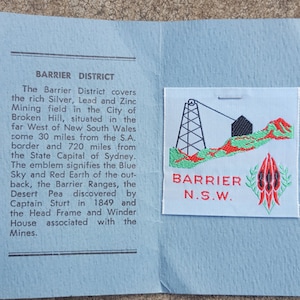 BARRIER DISTRICT
The Barrier District covers
the rich Silver, Lead and Zinc
Mining field in the City of
Broken Hill, situated in the
far West of New South Wales
some 30 miles from the S.A.
border and 720 miles from
the State Capital of Sydney.
The emblem signifies the Blue
Sky and Red Earth of the out-
back, the Barrier Ranges, the
Desert Pea discovered by
Captain Sturt in 1849 and
the Head Frame and Winder
House associated with the
Mines.
BARRIER
N.S.W.